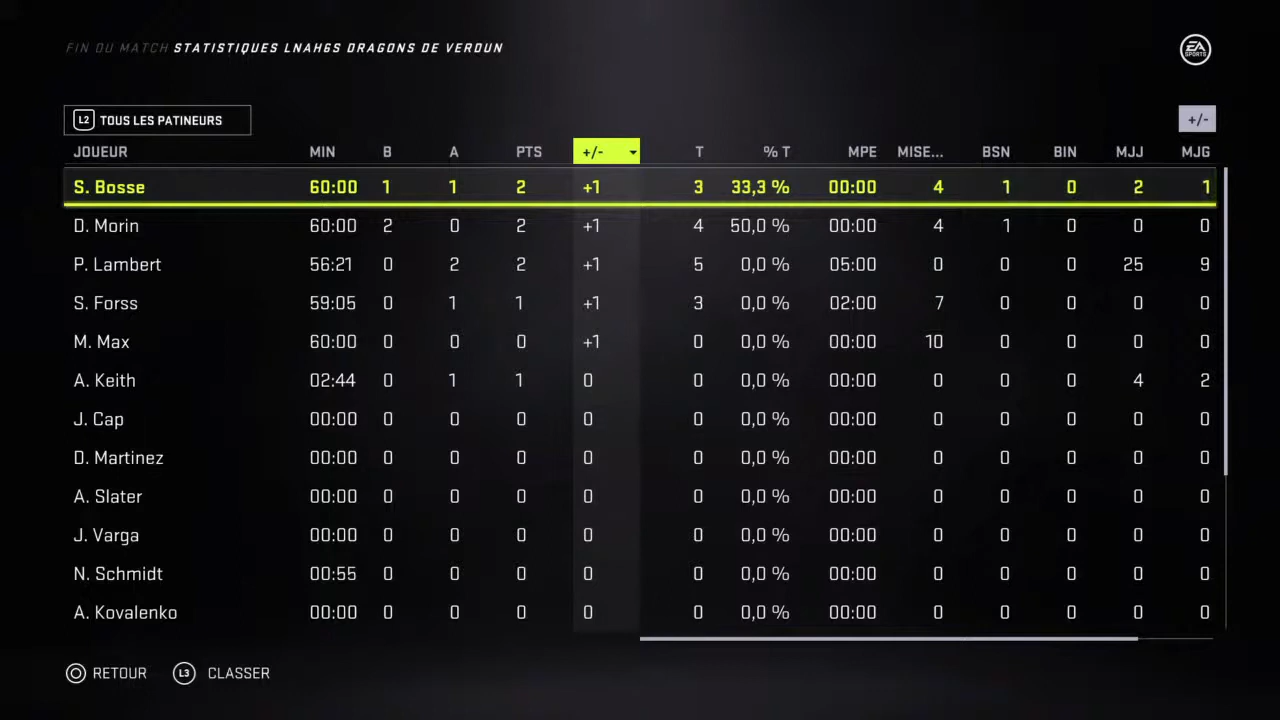 FIN DU MATCH STATISTIQUES LNAH6S DRAGONS DE VERDUN
EA SPORTS
L2 TOUS LES PATINEURS
+/-
JOUEUR MIN B A PTS +/- T % T MPE MISE... BSN BIN MJJ MJG
S. Bosse 60:00 1 1 2 +1 3 33,3 % 00:00 4 1 0 2 1
D. Morin 60:00 2 0 2 +1 4 50,0 % 00:00 4 1 0 0 0
P. Lambert 56:21 0 2 2 +1 5 0,0 % 05:00 0 0 0 25 9
S. Forss 59:05 0 1 1 +1 3 0,0 % 02:00 7 0 0 0 0
M. Max 60:00 0 0 0 +1 0 0,0 % 00:00 10 0 0 0 0
A. Keith 02:44 0 1 1 0 0 0,0 % 00:00 0 0 0 4 2
J. Cap 00:00 0 0 0 0 0 0,0 % 00:00 0 0 0 0 0
D. Martinez 00:00 0 0 0 0 0 0,0 % 00:00 0 0 0 0 0
A. Slater 00:00 0 0 0 0 0 0,0 % 00:00 0 0 0 0 0
J. Varga 00:00 0 0 0 0 0 0,0 % 00:00 0 0 0 0 0
N. Schmidt 00:55 0 0 0 0 0 0,0 % 00:00 0 0 0 0 0
A. Kovalenko 00:00 0 0 0 0 0 0,0 % 00:00 0 0 0 0 0
RETOUR L3 CLASSER